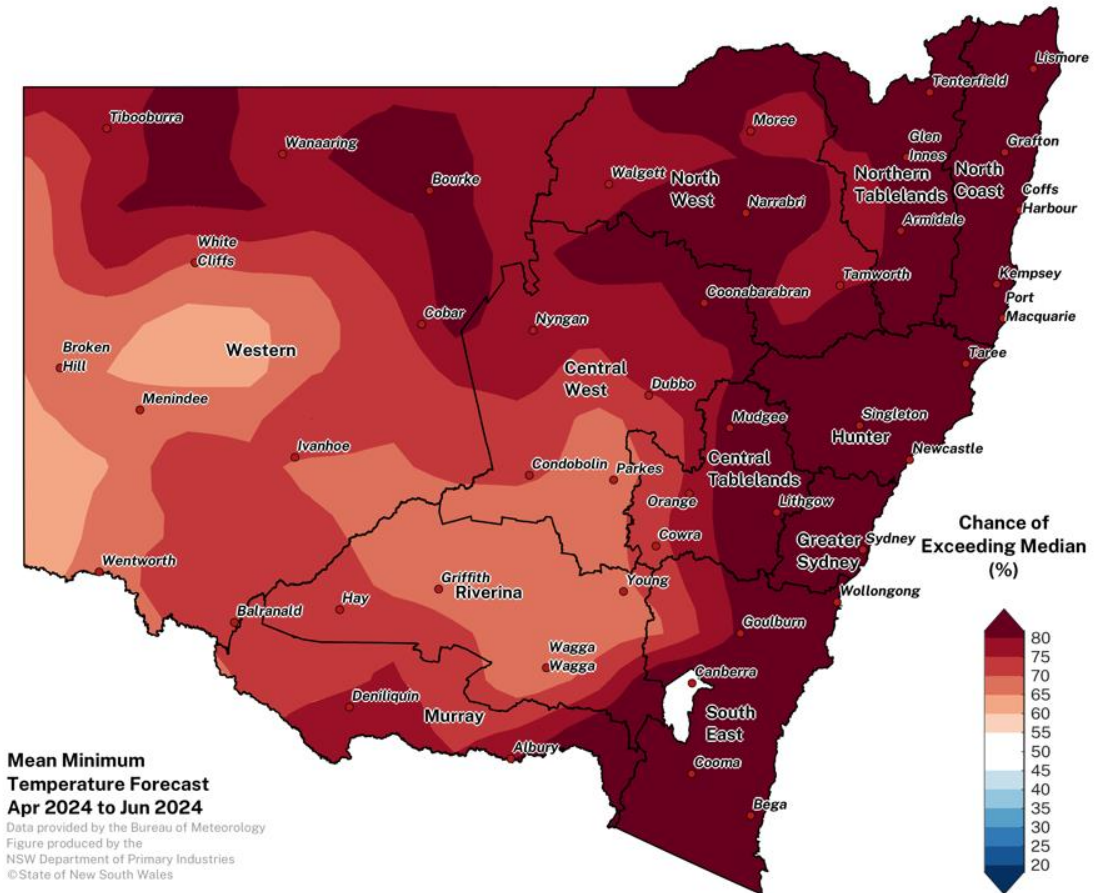 Lismore
Tenterfield
Tibooburra
Moree
Glen
Innes
Wanaaring
Grafton
Bourke
Walgett
North
West
Northern
Tablelands
North
Coast
Coffs
Harbour
Narrabri
Armidale
White
Cliffs
Tamworth
Kempsey
Coonabarabran
Port
Macquarie
Cobar
Nyngan
Broken
Hill
Western
Taree
Central
West
Dubbo
Menindee
Mudgee
Singleton
Hunter
Ivanhoe
Newcastle
Condobolin
Parkes
Central
Tablelands
Orange
Lithgow
Cowra
Greater
Sydney
Sydney
Wentworth
Griffith
Riverina
Young
Wollongong
Hay
Balranald
Goulburn
Wagga
Wagga
Canberra
Deniliquin
Murray
South
East
Albury
Cooma
Bega
Chance of
Exceeding Median
(%)
80
75
70
65
60
55
50
45
40
35
30
25
20
Mean Minimum
Temperature Forecast
Apr 2024 to Jun 2024
Data provided by the Bureau of Meteorology
Figure produced by the
NSW Department of Primary Industries
© State of New South Wales